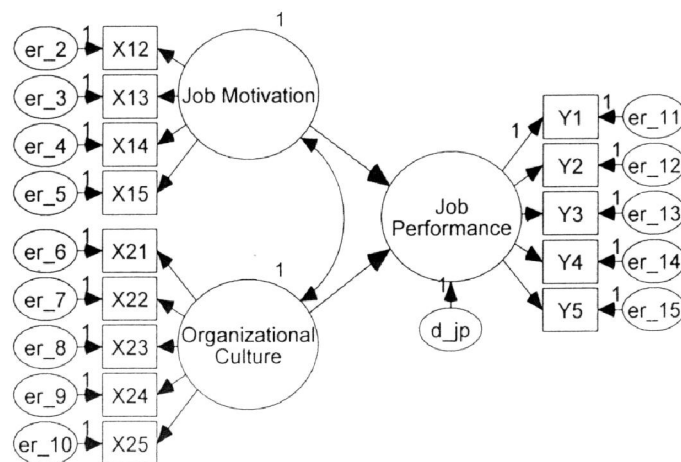 1
er_2 1 X12
er_3 1 X13
Job Motivation
er_4 1 X14
er_5 1 X15
er_6 1 X21
er_7 1 X22
1
er_8 1 X23
Organizational
Culture
er_9 1 X24
er_10 1 X25
Job
Performance
1
d_jp
1 Y1 1 er_11
Y2 1 er_12
Y3 1 er_13
Y4 1 er_14
Y5 1 er_15